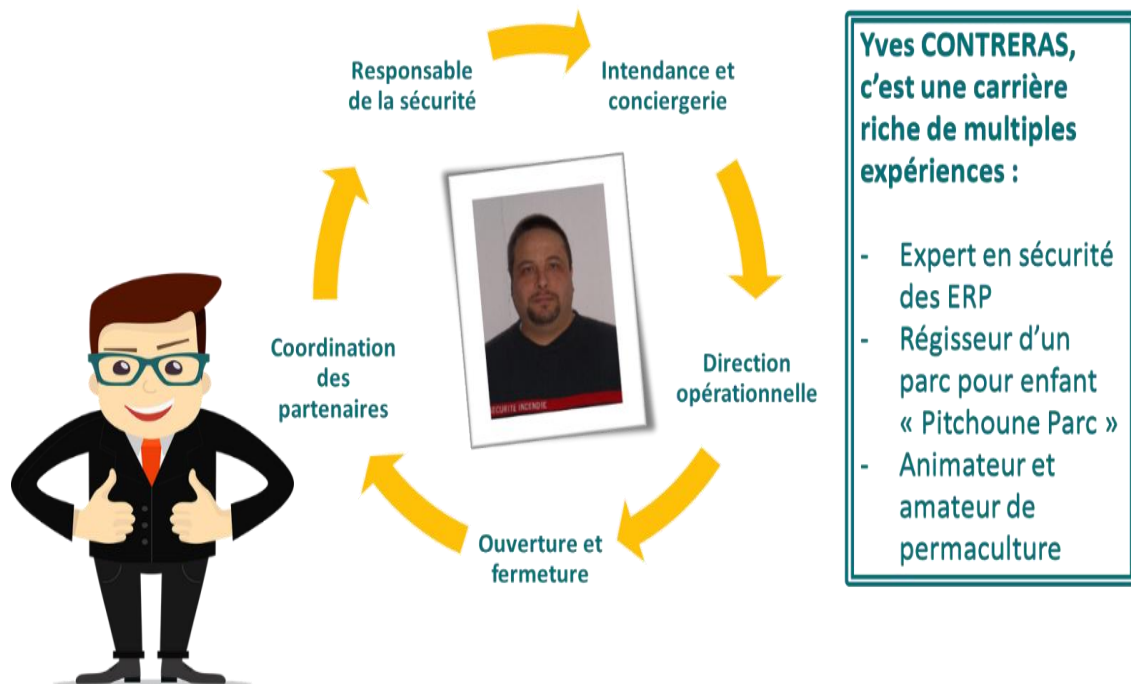 Responsable
de la sécurité
Intendance et
conciergerie
Direction
opérationnelle
Ouverture et
fermeture
Coordination
des
partenaires
SECURITE INCENDIE
Yves CONTRERAS,
c’est une carrière
riche de multiples
expériences :
- Expert en sécurité
des ERP
- Régisseur d’un
parc pour enfant
« Pitchoune Parc »
- Animateur et
amateur de
permaculture